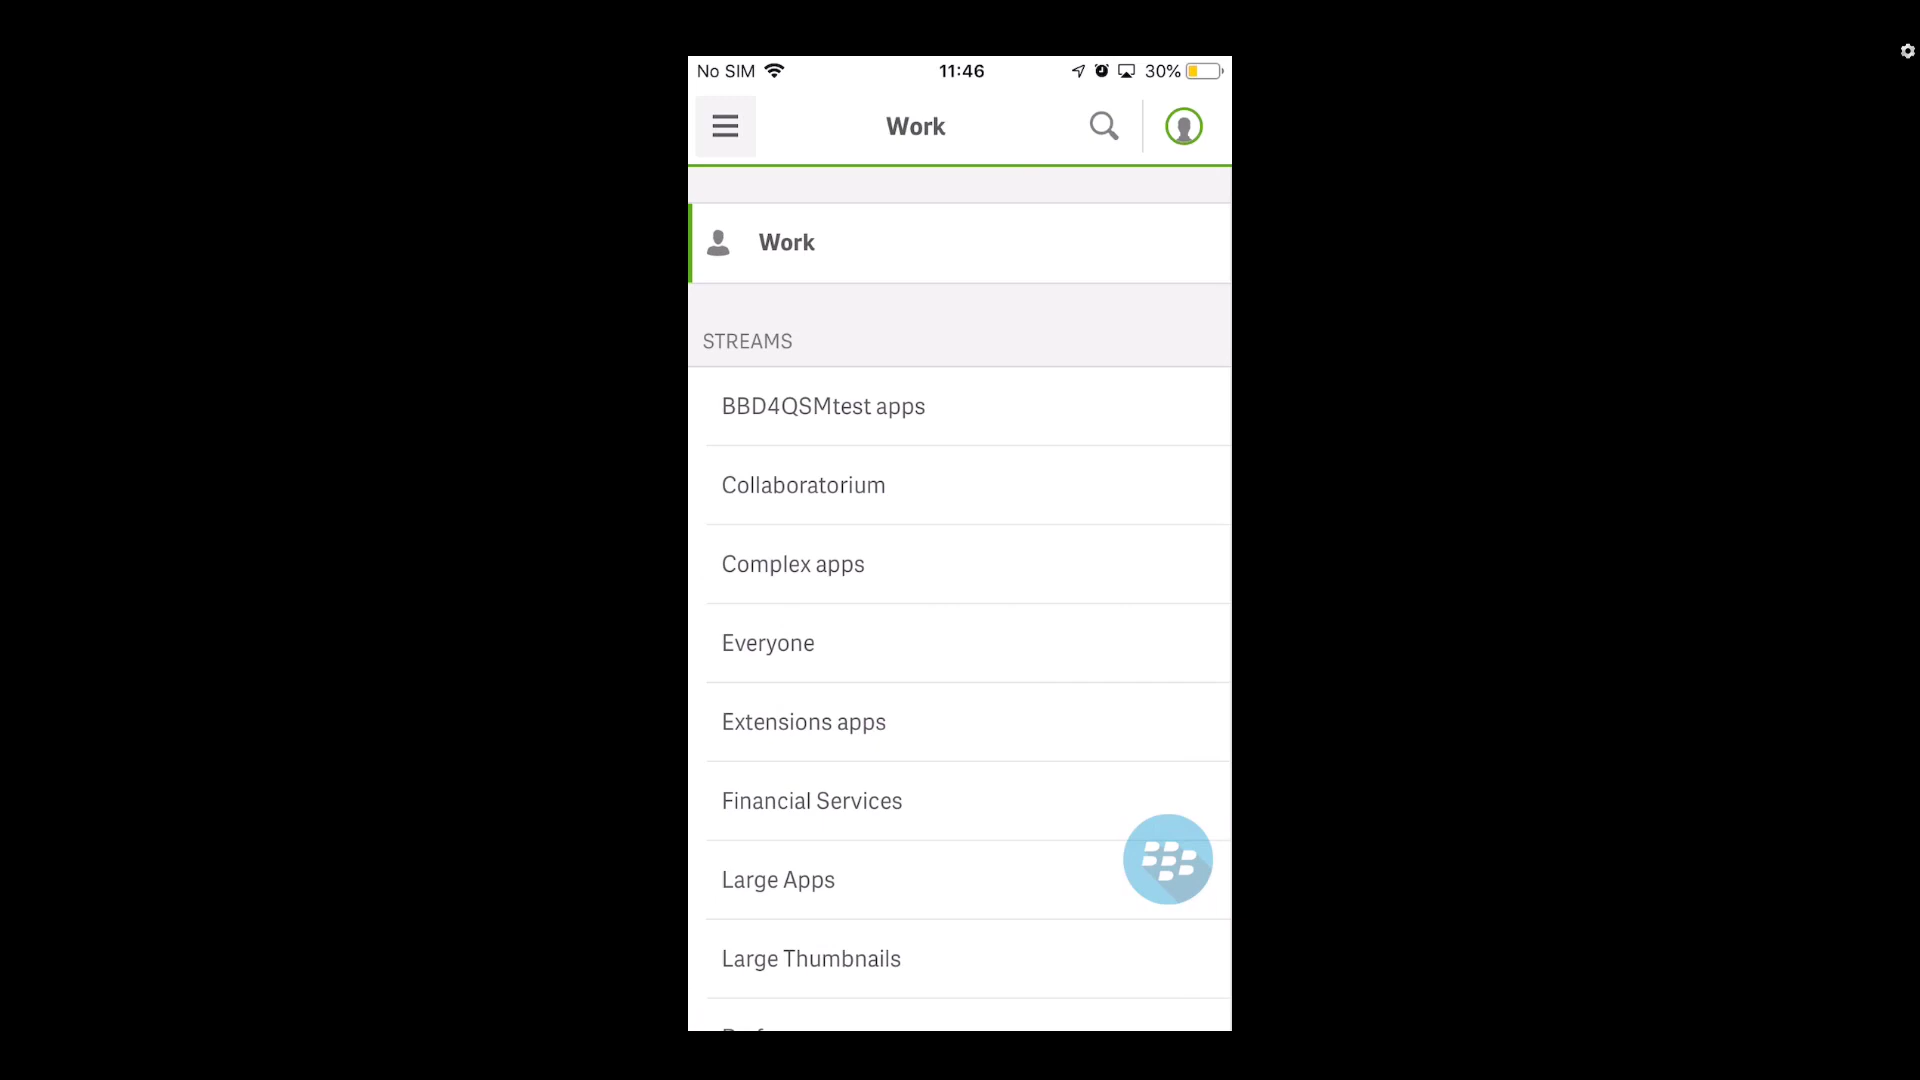 No SIM 11:46 30%
Work
Work
STREAMS
BBD4QSMtest apps
Collaboratorium
Complex apps
Everyone
Extensions apps
Financial Services
Large Apps
Large Thumbnails